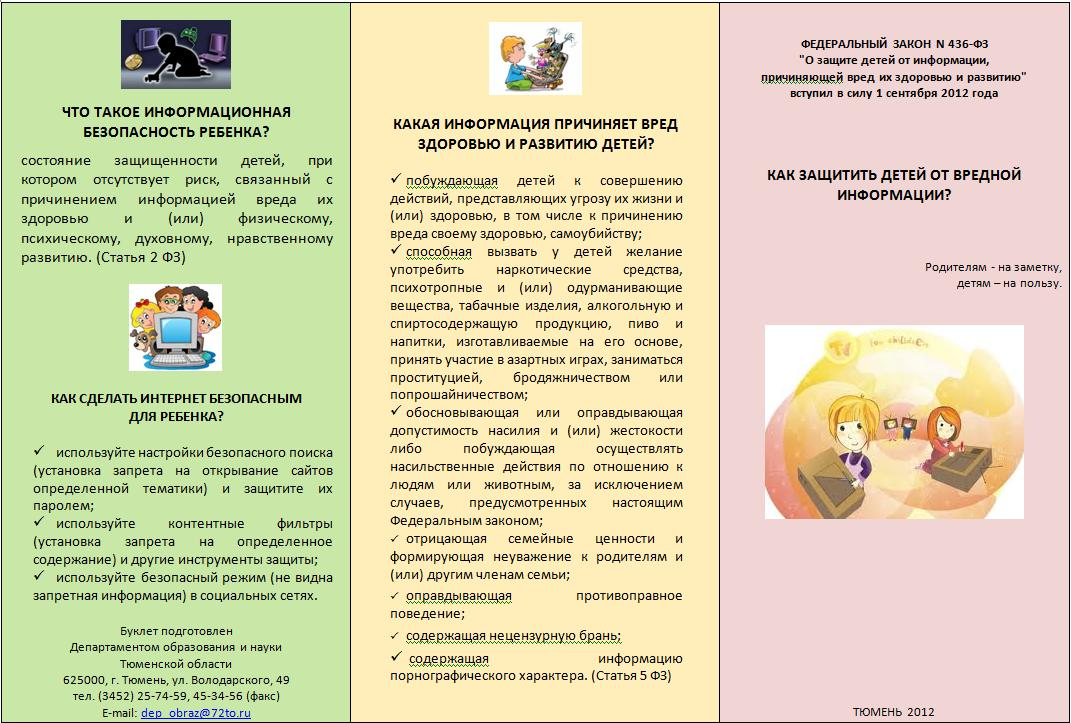 ЧТО ТАКОЕ ИНФОРМАЦИОННАЯ
БЕЗОПАСНОСТЬ РЕБЕНКА?
состояние защищенности детей, при
котором отсутствует риск, связанный с
причинением информацией вреда их
здоровью и (или) физическому,
психическому, духовному, нравственному
развитию. (Статья 2 ФЗ)
КАК СДЕЛАТЬ ИНТЕРНЕТ БЕЗОПАСНЫМ
ДЛЯ РЕБЕНКА?
✓ используйте настройки безопасного поиска
(установка запрета на открывание сайтов
определенной тематики) и защитите их
паролем;
✓ используйте контентные фильтры
(установка запрета на определенное
содержание) и другие инструменты защиты;
✓ используйте безопасный режим (не видна
запретная информация) в социальных сетях.
Буклет подготовлен
Департаментом образования и науки
Тюменской области
625000, г. Тюмень, ул. Володарского, 49
тел. (3452) 25-74-59, 45-34-56 (факс)
E-mail: dep_obraz@72to.ru
КАКАЯ ИНФОРМАЦИЯ ПРИЧИНЯЕТ ВРЕД
ЗДОРОВЬЮ И РАЗВИТИЮ ДЕТЕЙ?
✓ побуждающая детей к совершению
действий, представляющих угрозу их жизни и
(или) здоровью, в том числе к причинению
вреда своему здоровью, самоубийству;
✓ способная вызвать у детей желание
употребить наркотические средства,
психотропные и (или) одурманивающие
вещества, табачные изделия, алкогольную и
спиртосодержащую продукцию, пиво и
напитки, изготавливаемые на его основе,
принять участие в азартных играх, заниматься
проституцией, бродяжничеством или
попрошайничеством;
✓ обосновывающая или оправдывающая
допустимость насилия и (или) жестокости
либо побуждающая осуществлять
насильственные действия по отношению к
людям или животным, за исключением
случаев, предусмотренных настоящим
Федеральным законом;
✓ отрицающая семейные ценности и
формирующая неуважение к родителям и
(или) другим членам семьи;
✓ оправдывающая противоправное
поведение;
✓ содержащая нецензурную брань;
✓ содержащая информацию
порнографического характера. (Статья 5 ФЗ)
ФЕДЕРАЛЬНЫЙ ЗАКОН N 436-ФЗ
"О защите детей от информации,
причиняющей вред их здоровью и развитию"
вступил в силу 1 сентября 2012 года
КАК ЗАЩИТИТЬ ДЕТЕЙ ОТ ВРЕДНОЙ
ИНФОРМАЦИИ?
Родителям - на заметку,
детям – на пользу.
TV for children
ТЮМЕНЬ 2012